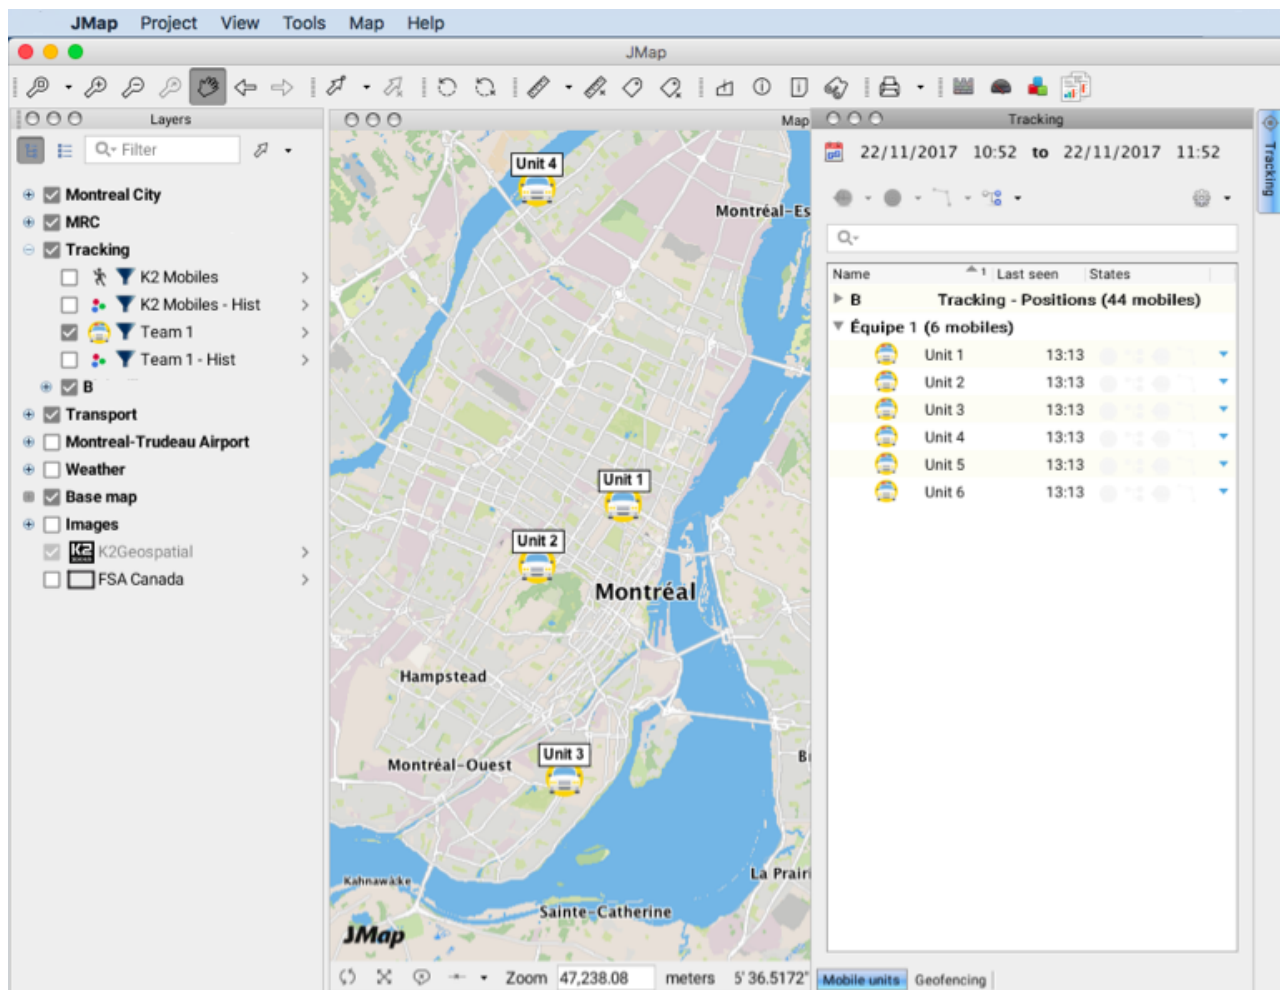 JMap Project View Tools Map Help
JMap
Layers
Filter
Montreal City
MRC
Tracking
K2 Mobiles
K2 Mobiles - Hist
Team 1
Team 1 - Hist
B
Transport
Montreal-Trudeau Airport
Weather
Base map
Images
K2 K2Geospatial
FSA Canada
Map
Unit 4
Montréal-Es
Unit 1
Unit 2
Montréal
Hampstead
Unit 3
Montréal-Ouest
B
La Prairi
Kahnawake
Sainte-Catherine
JMap
Zoom 47,238.08 meters 5'36.5172"
Tracking
22/11/2017 10:52 to 22/11/2017 11:52
Name 1 Last seen States
B Tracking - Positions (44 mobiles)
Équipe 1 (6 mobiles)
Unit 1 13:13
Unit 2 13:13
Unit 3 13:13
Unit 4 13:13
Unit 5 13:13
Unit 6 13:13
Mobile units Geofencing
Tracking